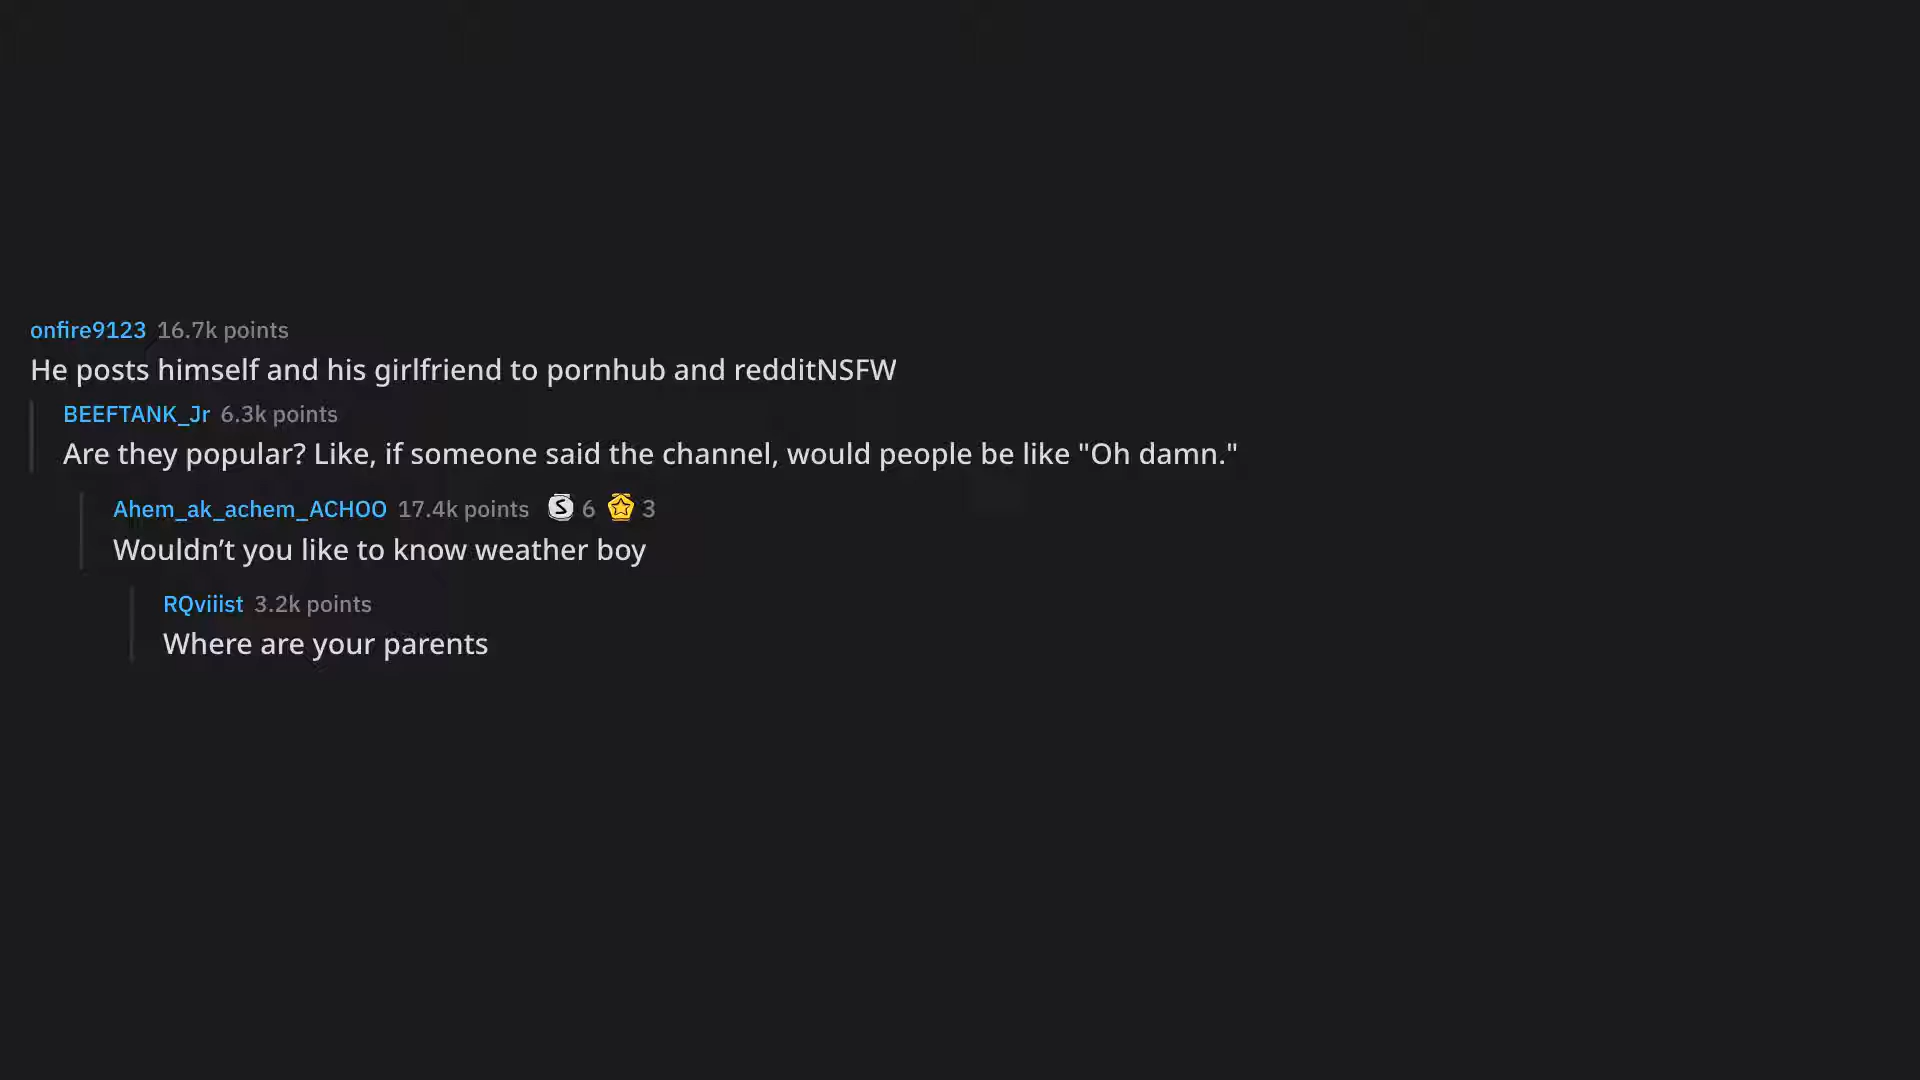 onfire9123 16.7k points
He posts himself and his girlfriend to pornhub and redditNSFW
BEEFTANK_Jr 6.3k points
Are they popular? Like, if someone said the channel, would people be like "Oh damn."
Ahem_ak_achem_ACHOO 17.4k points S 6 3
Wouldn’t you like to know weather boy
RQviiist 3.2k points
Where are your parents